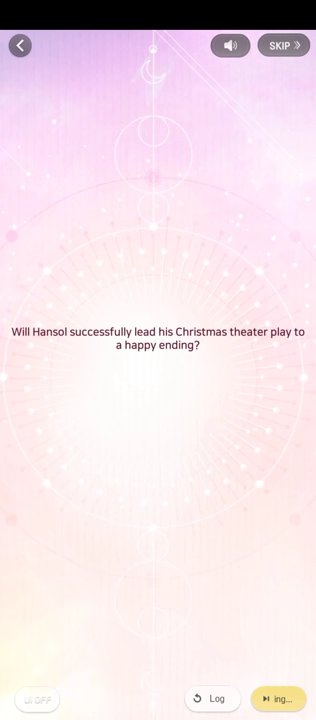 SKIP
Will Hansol successfully lead his Christmas theater play to
a happy ending?
UI OFF
Log
ing...